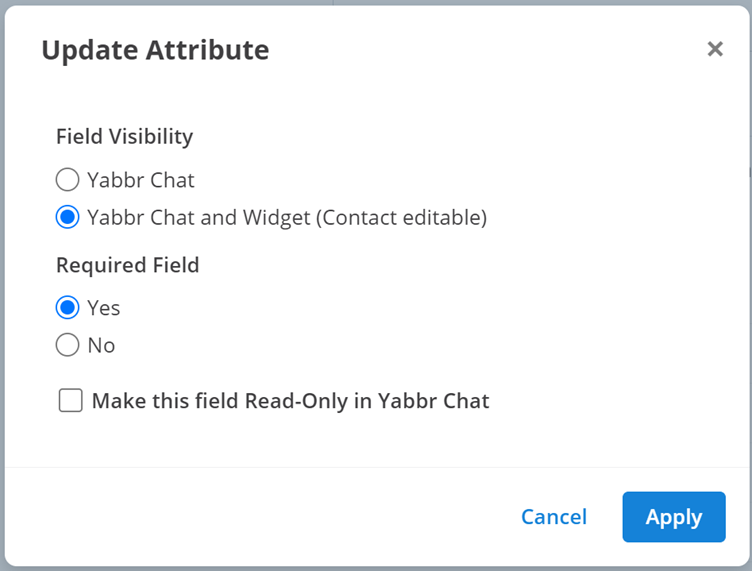 Update Attribute
Field Visibility
Yabbr Chat
Yabbr Chat and Widget (Contact editable)
Required Field
Yes
No
Make this field Read-Only in Yabbr Chat
Cancel
Apply